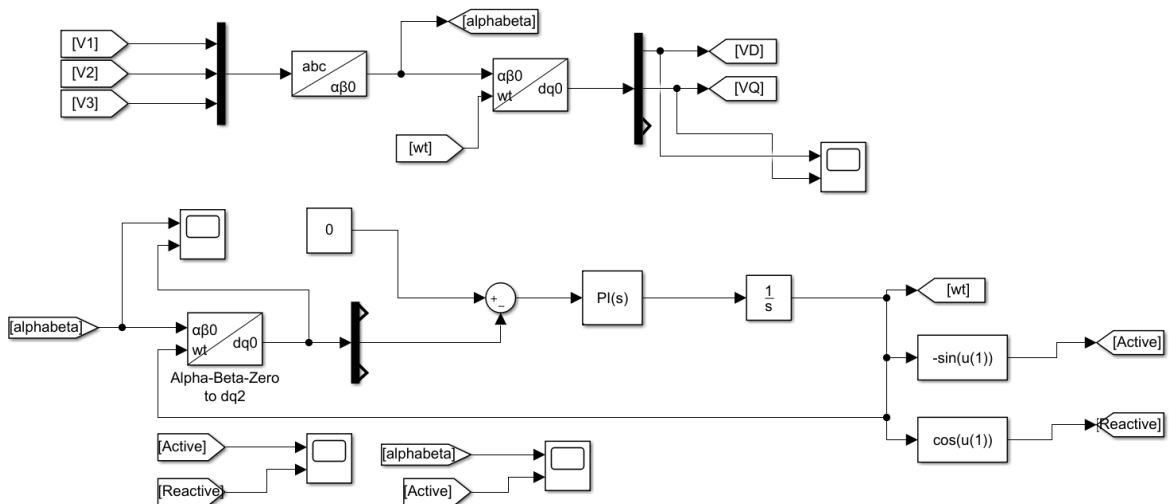 [alphabeta]
[V1]
[V2]
[V3]
abc
αβ0
αβ0
wt
dq0
[wt]
[VD]
[VQ]
0
+
−
PI(s)
1
s
[wt]
[alphabeta]
αβ0
wt
dq0
Alpha-Beta-Zero
to dq2
-sin(u(1))
[Active]
cos(u(1))
[Reactive]
[Active]
[Reactive]
[alphabeta]
[Active]